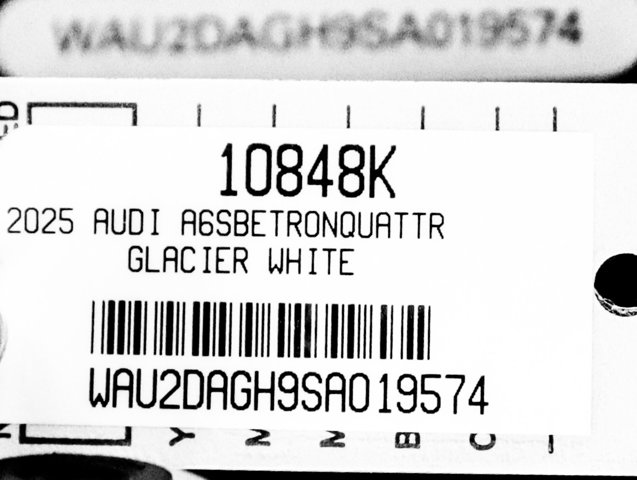 WAU2DAGH9SA019574
10848K
2025 AUDI A6SBETRONQUATTR
GLACIER WHITE
WAU2DAGH9SA019574
Y M M B C